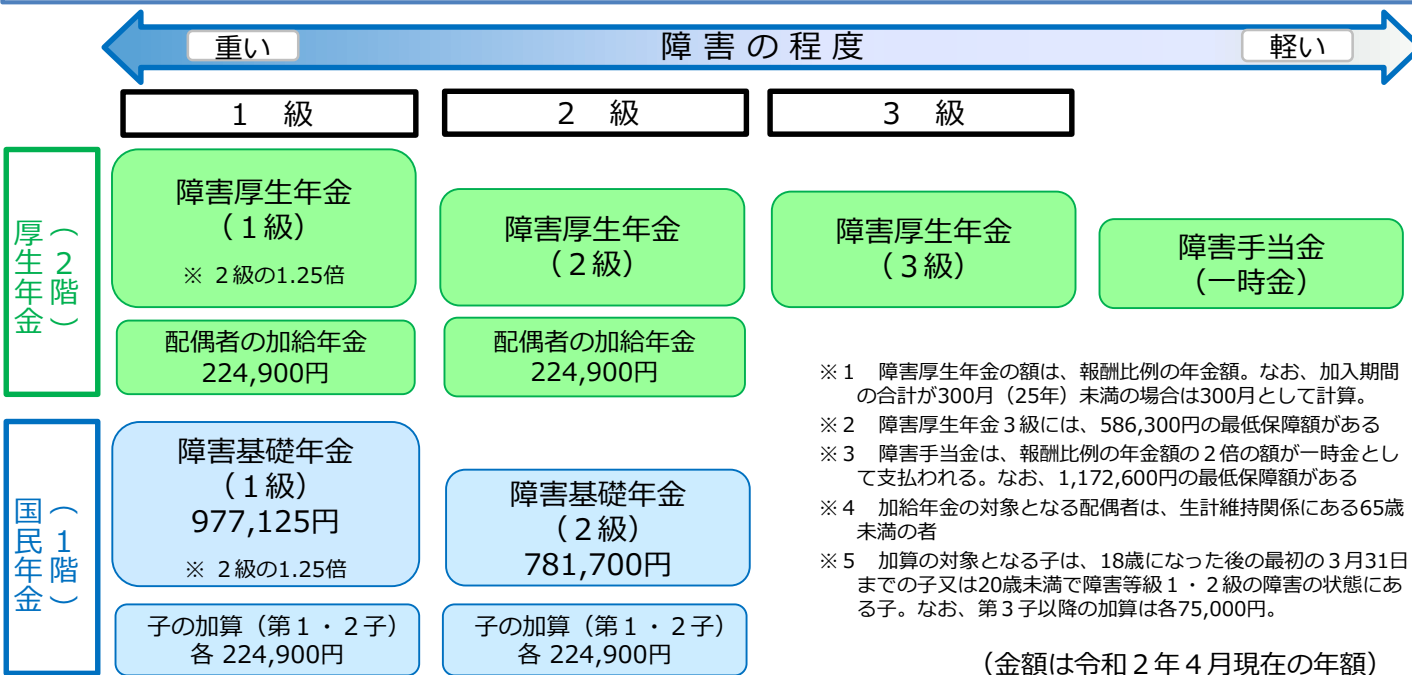 重い
障害の程度
軽い
1 級
2 級
3 級
厚生年金
(2階)
障害厚生年金
(1級)
※ 2級の1.25倍
障害厚生年金
(2級)
障害厚生年金
(3級)
障害手当金
(一時金)
配偶者の加給年金
224,900円
配偶者の加給年金
224,900円
国民年金
(1階)
障害基礎年金
(1級)
977,125円
※ 2級の1.25倍
障害基礎年金
(2級)
781,700円
子の加算(第1・2子)
各 224,900円
子の加算(第1・2子)
各 224,900円
※1 障害厚生年金の額は、報酬比例の年金額。なお、加入期間
の合計が300月(25年)未満の場合は300月として計算。
※2 障害厚生年金3級には、586,300円の最低保障額がある
※3 障害手当金は、報酬比例の年金額の2倍の額が一時金とし
て支払われる。なお、1,172,600円の最低保障額がある
※4 加給年金の対象となる配偶者は、生計維持関係にある65歳
未満の者
※5 加算の対象となる子は、18歳になった後の最初の3月31日
までの子又は20歳未満で障害等級1・2級の障害の状態にあ
る子。なお、第3子以降の加算は各75,000円。
(金額は令和2年4月現在の年額)